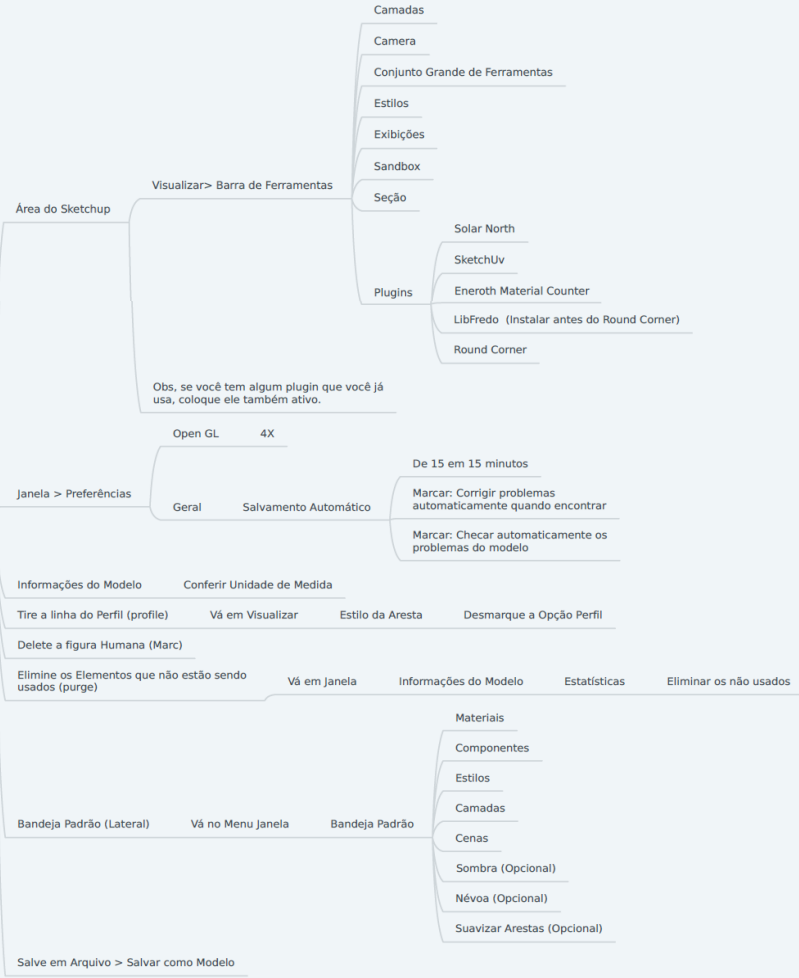 Camadas
Camera
Conjunto Grande de Ferramentas
Estilos
Exibições
Sandbox
Visualizar> Barra de Ferramentas
Seção
Área do Sketchup
Solar North
SketchUv
Plugins
Eneroth Material Counter
LibFredo (Instalar antes do Round Corner)
Round Corner
Obs, se você tem algum plugin que você já
usa, coloque ele também ativo.
Open GL 4X
De 15 em 15 minutos
Janela > Preferências
Marcar: Corrigir problemas
automaticamente quando encontrar
Geral Salvamento Automático
Marcar: Checar automaticamente os
problemas do modelo
Informações do Modelo Conferir Unidade de Medida
Tire a linha do Perfil (profile) Vá em Visualizar Estilo da Aresta Desmarque a Opção Perfil
Delete a figura Humana (Marc)
Elimine os Elementos que não estão sendo
usados (purge)
Vá em Janela Informações do Modelo Estatísticas Eliminar os não usados
Materiais
Componentes
Estilos
Camadas
Bandeja Padrão (Lateral) Vá no Menu Janela Bandeja Padrão
Cenas
Sombra (Opcional)
Névoa (Opcional)
Suavizar Arestas (Opcional)
Salve em Arquivo > Salvar como Modelo